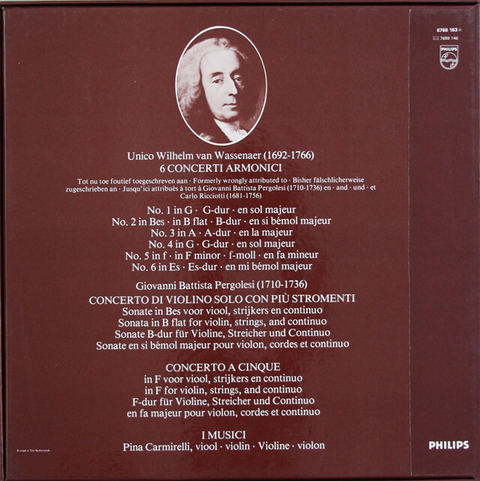 6768 163
7699 146
PHILIPS
Unico Wilhelm van Wassenaer (1692-1766)
6 CONCERTI ARMONICI
Tot nu toe foutief toegeschreven aan · Formerly wrongly attributed to · Bisher fälschlicherweise
zugeschrieben an · Jusqu'ici attribués à tort à Giovanni Battista Pergolesi (1710-1736) en · and · und · et
Carlo Ricciotti (1681-1756)
No. 1 in G · G-dur · en sol majeur
No. 2 in Bes · in B flat · B-dur · en si bémol majeur
No. 3 in A · A-dur · en la majeur
No. 4 in G · G-dur · en sol majeur
No. 5 in f · in F minor · f-moll · en fa mineur
No. 6 in Es · Es-dur · en mi bémol majeur
Giovanni Battista Pergolesi (1710-1736)
CONCERTO DI VIOLINO SOLO CON PIÙ STROMENTI
Sonate in Bes voor viool, strijkers en continuo
Sonata in B flat for violin, strings, and continuo
Sonate B-dur für Violine, Streicher und Continuo
Sonate en si bémol majeur pour violon, cordes et continuo
CONCERTO A CINQUE
in F voor viool, strijkers en continuo
in F for violin, strings, and continuo
F-dur für Violine, Streicher und Continuo
en fa majeur pour violon, cordes et continuo
I MUSICI
Pina Carmirelli, viool · violin · Violine · violon
Printed in The Netherlands
PHILIPS